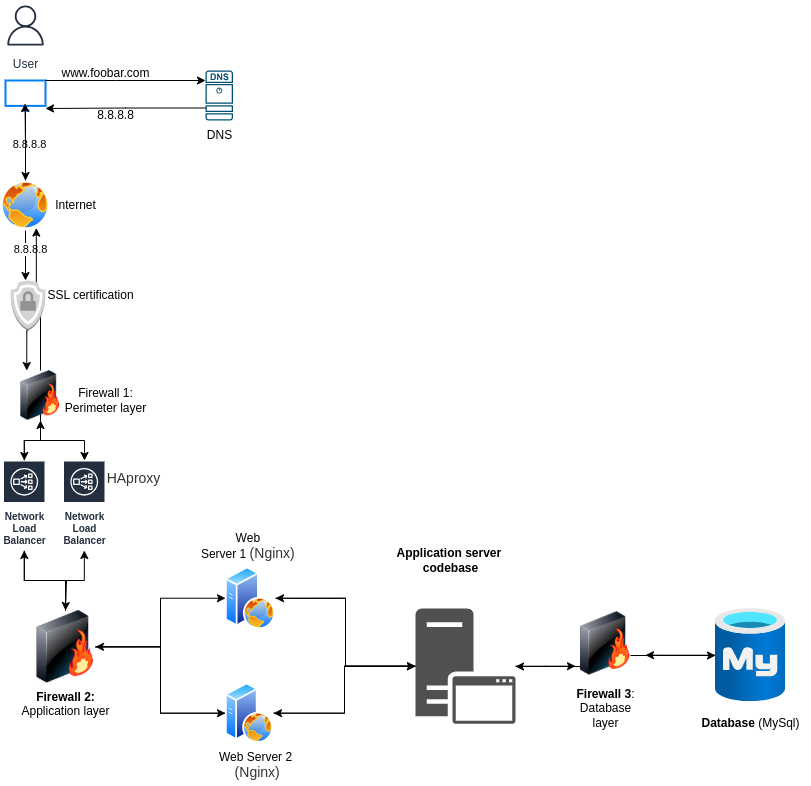 User
www.foobar.com
DNS
8.8.8.8
DNS
8.8.8.8
Internet
8.8.8.8
SSL certification
Firewall 1:
Perimeter layer
HAproxy
Network
Load
Balancer
Network
Load
Balancer
Web
Server 1 (Nginx)
Application server
codebase
Firewall 2:
Application layer
Web Server 2
(Nginx)
Firewall 3:
Database
layer
My
Database (MySql)